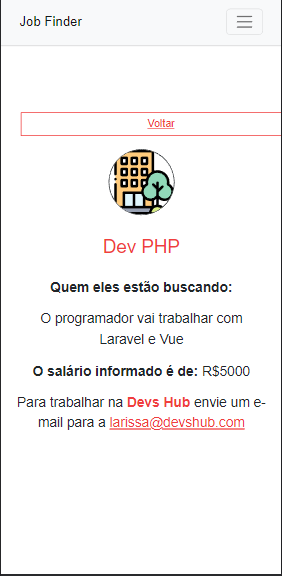 Job Finder
Voltar
Dev PHP
Quem eles estão buscando:
O programador vai trabalhar com
Laravel e Vue
O salário informado é de: R$5000
Para trabalhar na Devs Hub envie um e-
mail para a larissa@devshub.com